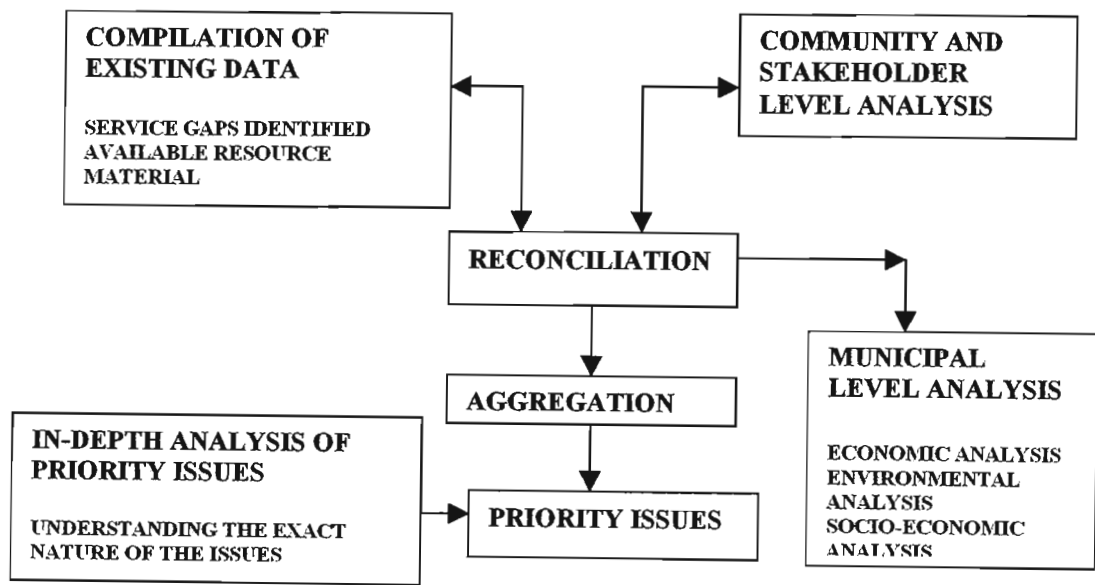 COMPILATION OF
EXISTING DATA
SERVICE GAPS IDENTIFIED
AVAILABLE RESOURCE
MATERIAL
COMMUNITY AND
STAKEHOLDER
LEVEL ANALYSIS
RECONCILIATION
MUNICIPAL
LEVEL ANALYSIS
ECONOMIC ANALYSIS
ENVIRONMENTAL
ANALYSIS
SOCIO-ECONOMIC
ANALYSIS
AGGREGATION
IN-DEPTH ANALYSIS OF
PRIORITY ISSUES
UNDERSTANDING THE EXACT
NATURE OF THE ISSUES
PRIORITY ISSUES